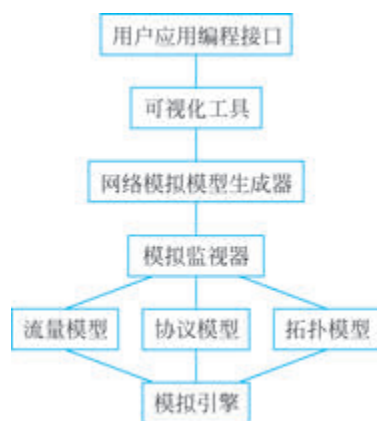 用户应用编程接口
可视化工具
网络模拟模型生成器
模拟监视器
流量模型
协议模型
拓扑模型
模拟引擎